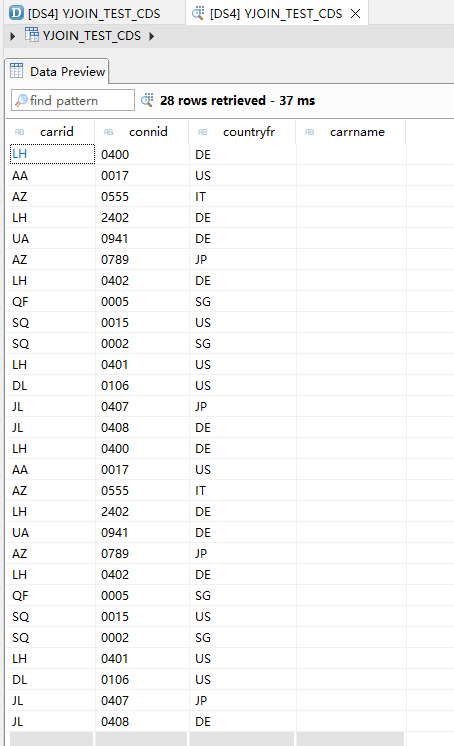 [DS4] YJOIN_TEST_CDS [DS4] YJOIN_TEST_CDS
YJOIN_TEST_CDS
Data Preview
find pattern 28 rows retrieved - 37 ms
AB carrid AB connid AB countryfr AB carrname
LH 0400 DE
AA 0017 US
AZ 0555 IT
LH 2402 DE
UA 0941 DE
AZ 0789 JP
LH 0402 DE
QF 0005 SG
SQ 0015 US
SQ 0002 SG
LH 0401 US
DL 0106 US
JL 0407 JP
JL 0408 DE
LH 0400 DE
AA 0017 US
AZ 0555 IT
LH 2402 DE
UA 0941 DE
AZ 0789 JP
LH 0402 DE
QF 0005 SG
SQ 0015 US
SQ 0002 SG
LH 0401 US
DL 0106 US
JL 0407 JP
JL 0408 DE